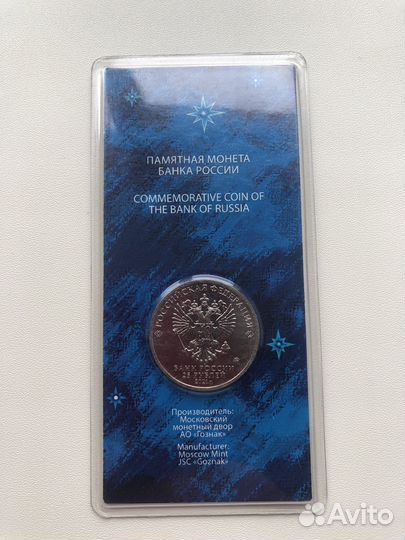 ПАМЯТНАЯ МОНЕТА
БАНКА РОССИИ
COMMEMORATIVE COIN OF
THE BANK OF RUSSIA
РОССИЙСКАЯ ФЕДЕРАЦИЯ
БАНК РОССИИ
25 РУБЛЕЙ
2021 г.
Производитель:
Московский
монетный двор
АО «Гознак»
Manufacturer:
Moscow Mint
JSC «Goznak»
Avito